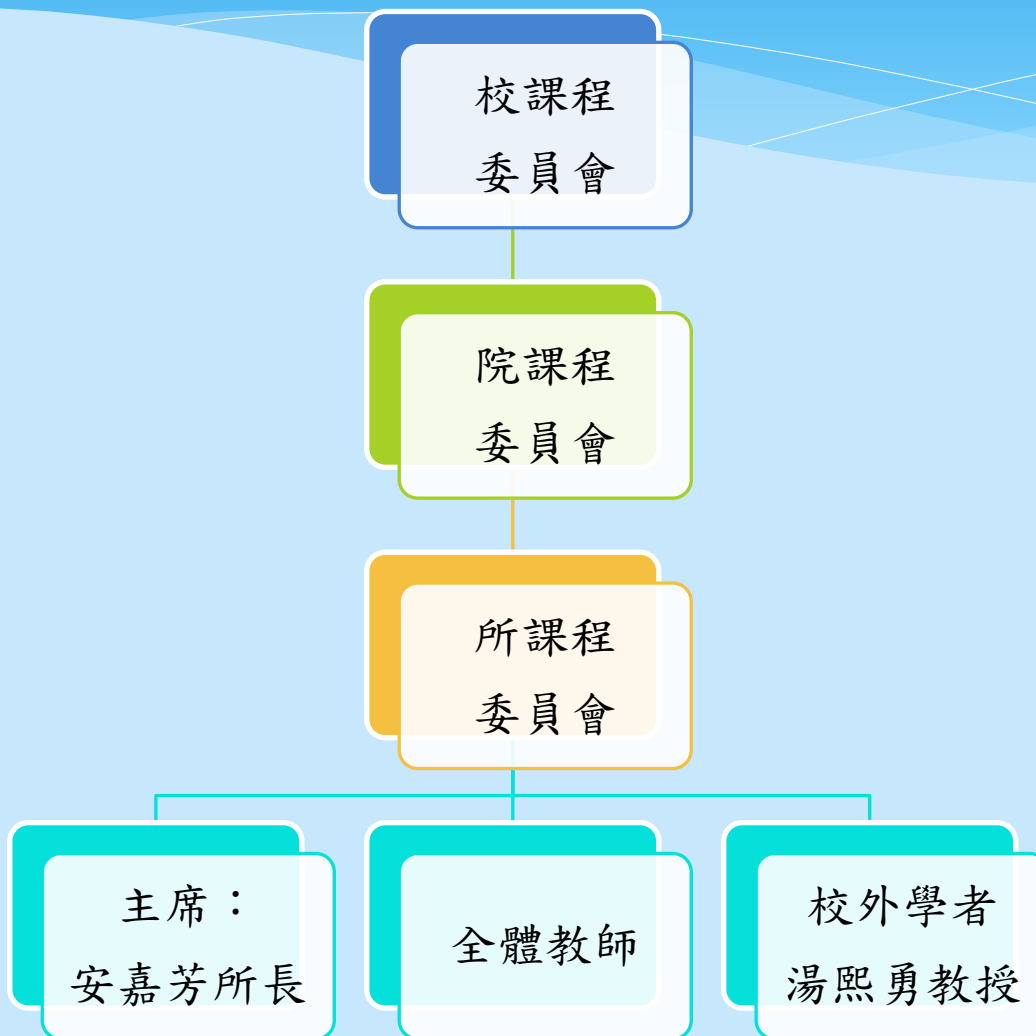 校課程
委員會
院課程
委員會
所課程
委員會
主席：
安嘉芳所長
全體教師
校外學者
湯熙勇教授